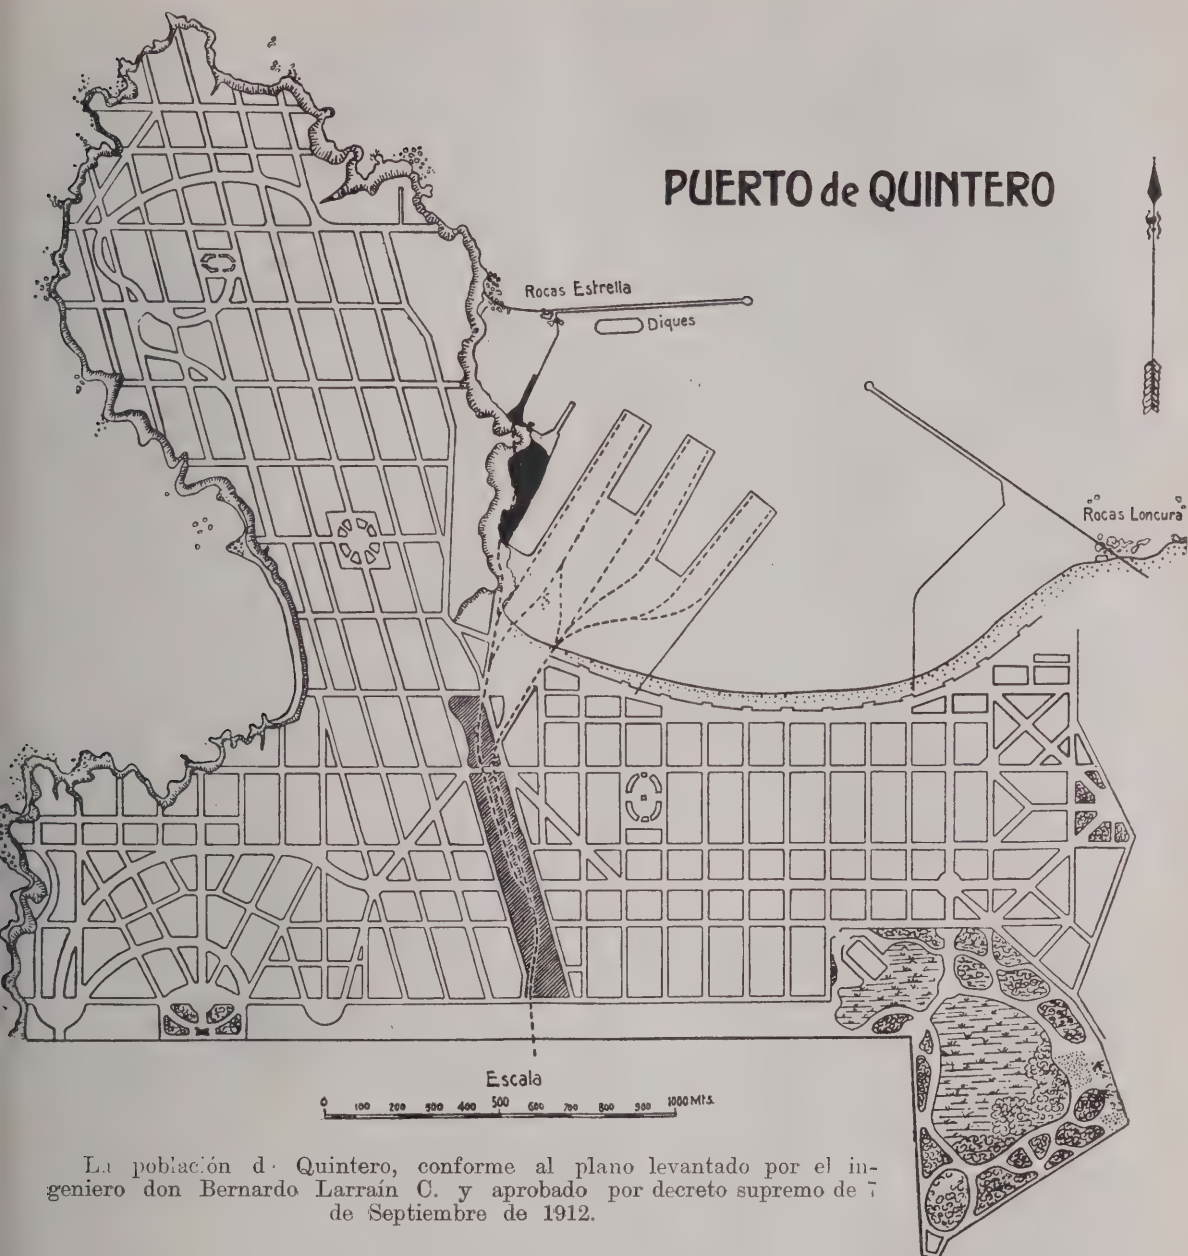 PUERTO de QUINTERO
Rocas Estrella
Diques
Rocas Loncura
Escala
0 100 200 300 400 500 600 700 800 900 1000 Mts.
La población d Quintero, conforme al plano levantado por el in-
geniero don Bernardo Larraín C. y aprobado por decreto supremo de 7
de Septiembre de 1912.